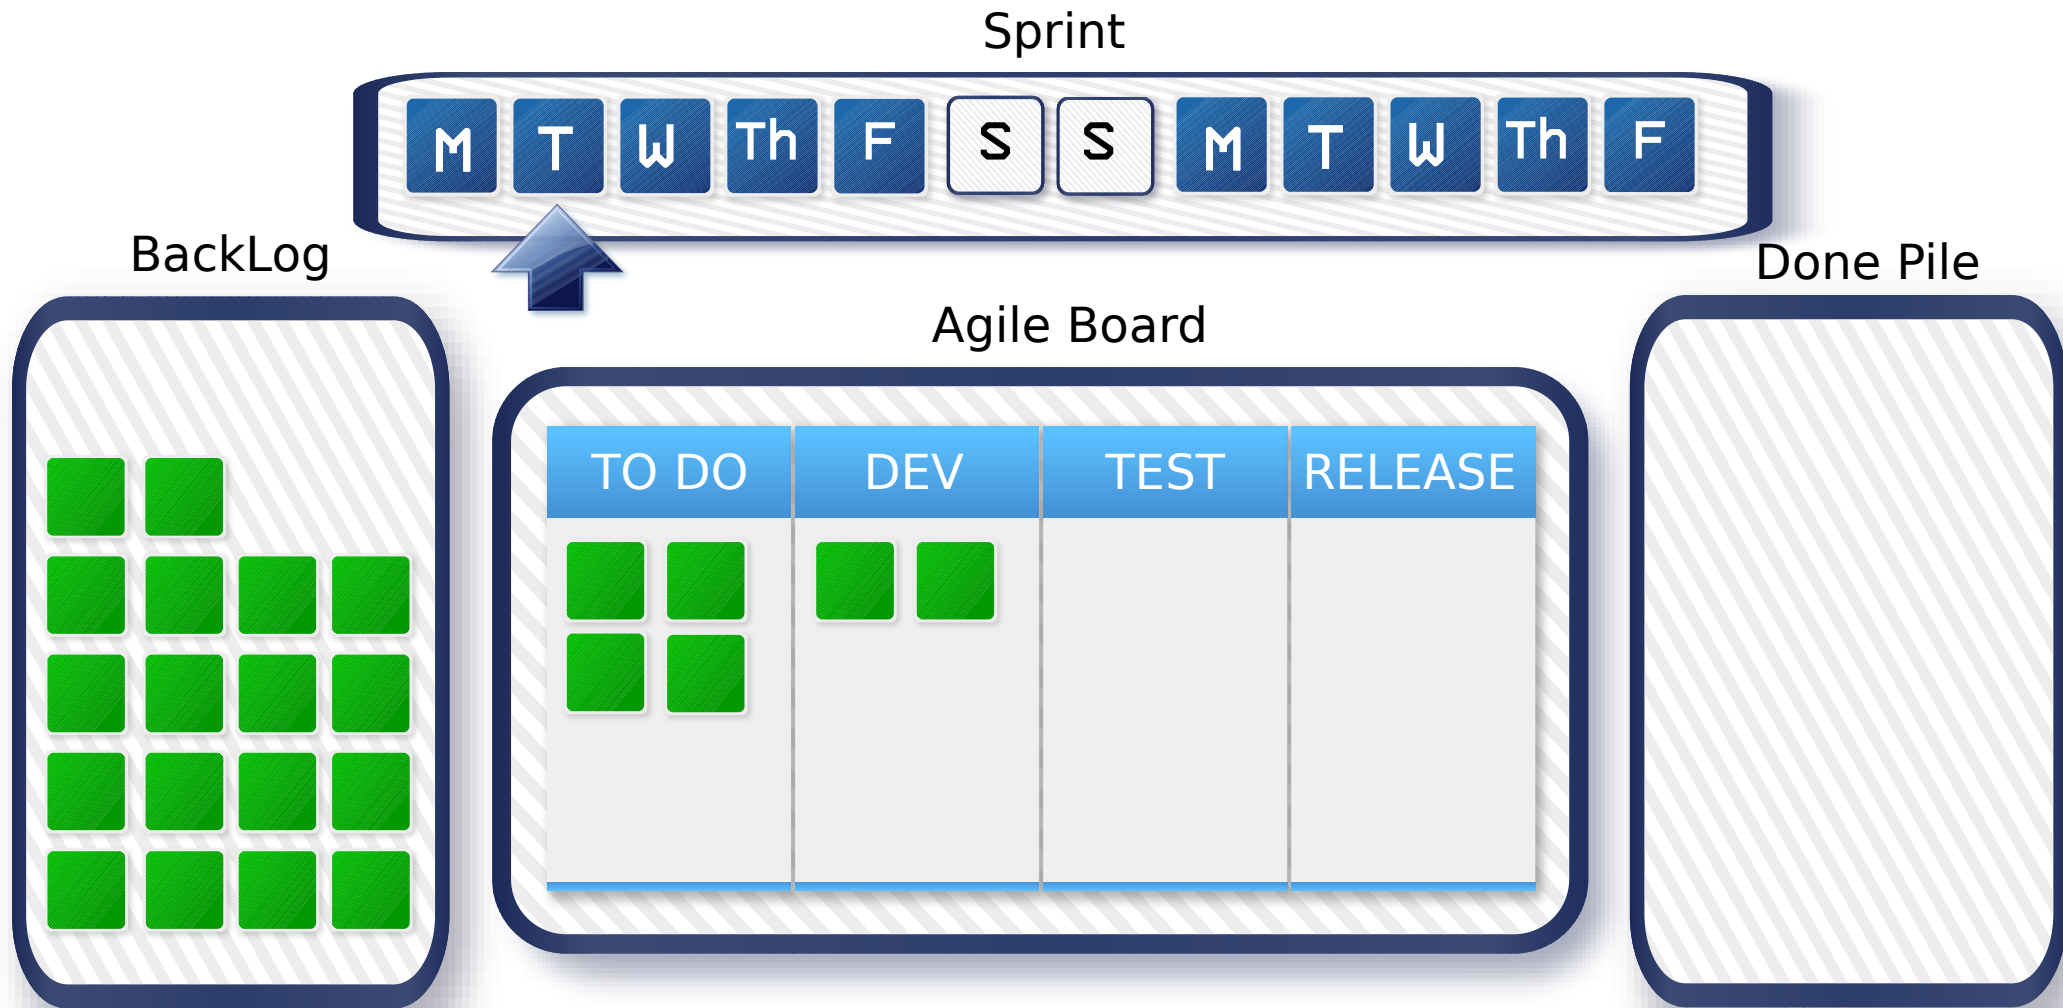 Sprint
M T W Th F S S M T W Th F
BackLog
Done Pile
Agile Board
TO DO DEV TEST RELEASE